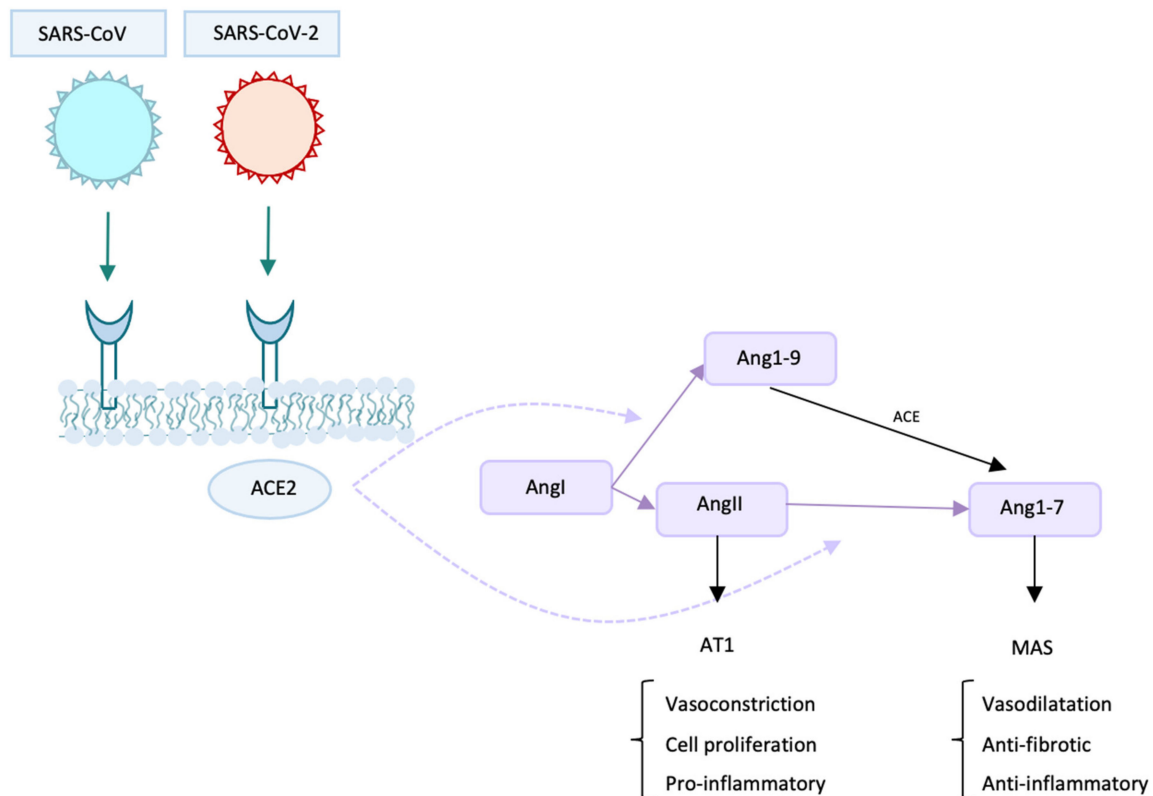 SARS-CoV
SARS-CoV-2
Ang1-9
ACE
ACE2
AngI
AngII
Ang1-7
AT1
MAS
Vasoconstriction
Cell proliferation
Pro-inflammatory
Vasodilatation
Anti-fibrotic
Anti-inflammatory